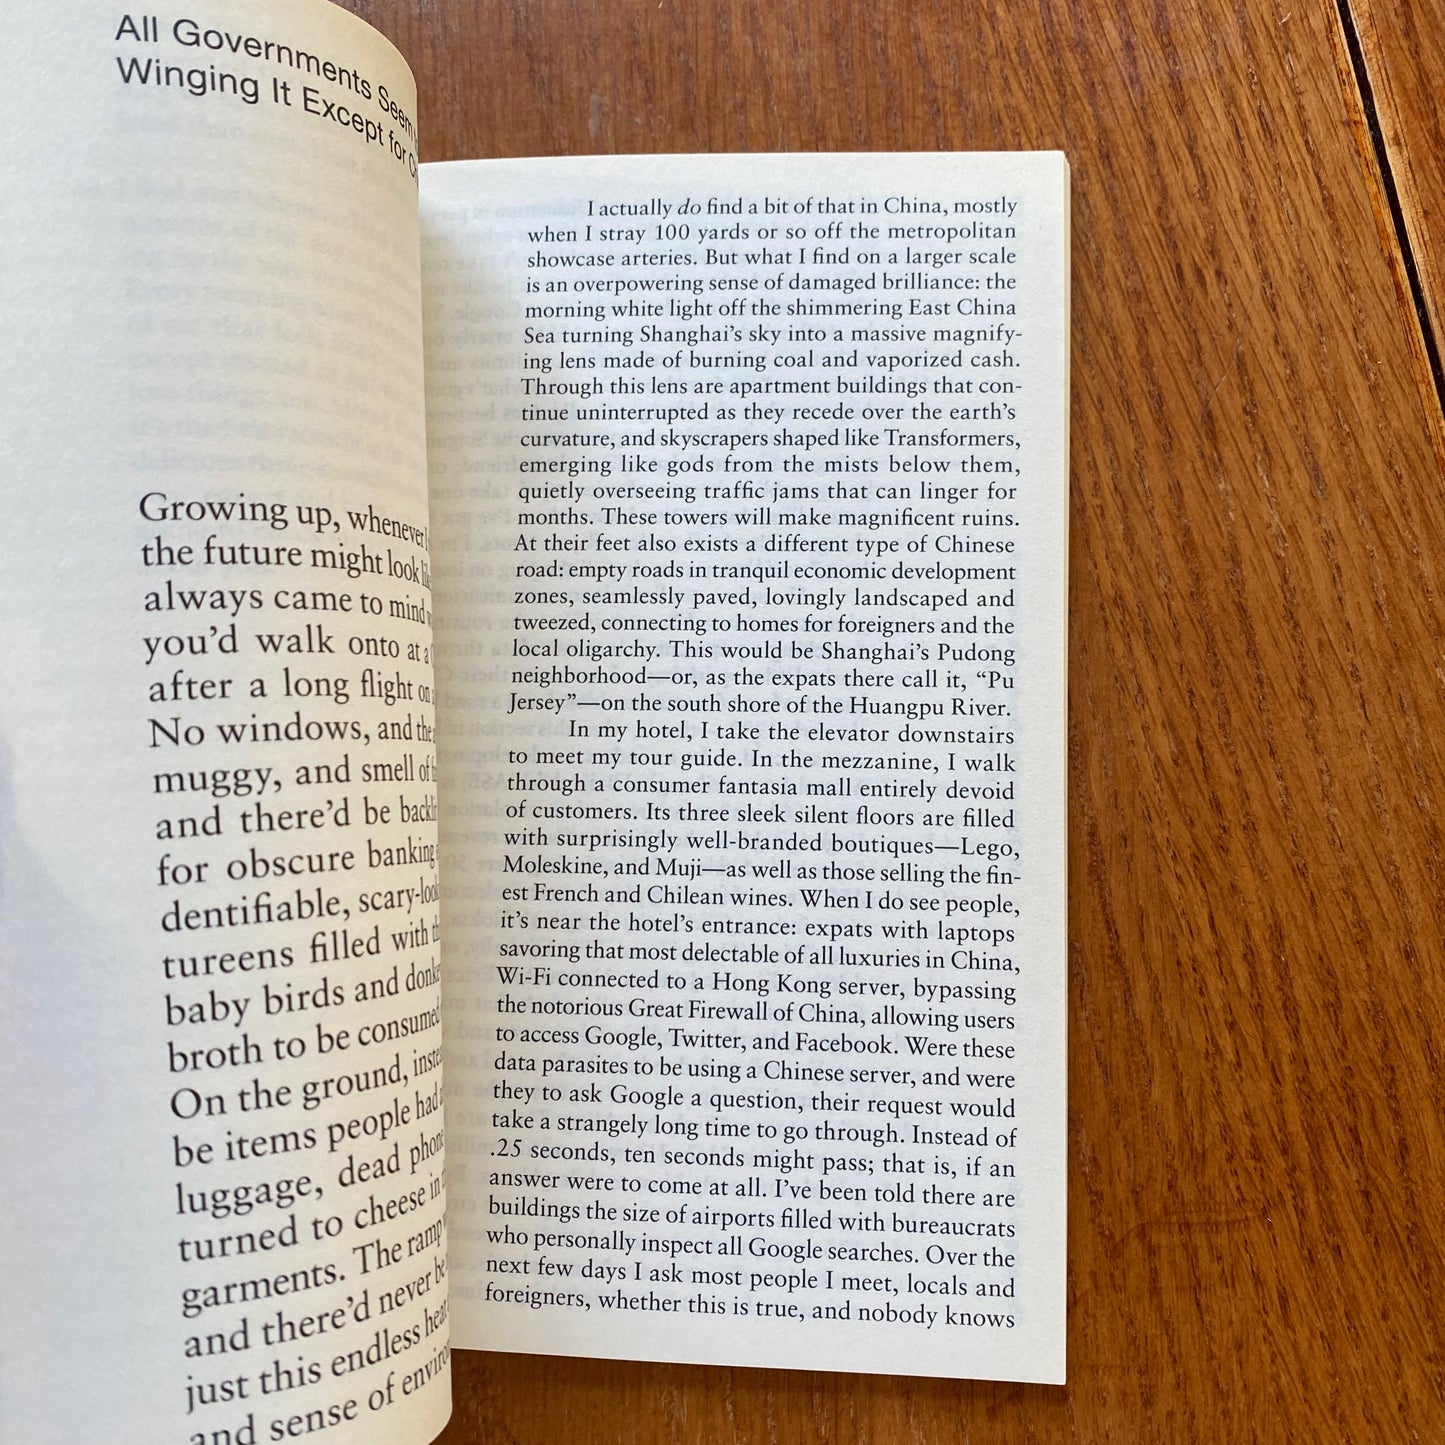 All Governments Seem
Winging It Except for
Growing up, whenever
the future might look
always came to mind
you'd walk onto at a
after a long flight on
No windows, and the
muggy, and smell of
and there'd be
for obscure banking
dentifiable,
tureens filled with
baby birds and
broth to be consumed
On the ground,
be items people had
luggage, dead
turned to cheese in
garments. The ramp
and there'd never be
just this endless
and sense of
I actually do find a bit of that in China, mostly
when I stray 100 yards or so off the metropolitan
showcase arteries. But what I find on a larger scale
is an overpowering sense of damaged brilliance: the
morning white light off the shimmering East China
Sea turning Shanghai's sky into a massive magnify-
ing lens made of burning coal and vaporized cash.
Through this lens are apartment buildings that con-
tinue uninterrupted as they recede over the earth's
curvature, and skyscrapers shaped like Transformers,
emerging like gods from the mists below them,
quietly overseeing traffic jams that can linger for
months. These towers will make magnificent ruins.
At their feet also exists a different type of Chinese
road: empty roads in tranquil economic development
zones, seamlessly paved, lovingly landscaped and
tweezed, connecting to homes for foreigners and the
local oligarchy. This would be Shanghai's Pudong
neighborhood—or, as the expats there call it, "Pu
Jersey"—on the south shore of the Huangpu River.
In my hotel, I take the elevator downstairs
to meet my tour guide. In the mezzanine, I walk
through a consumer fantasia mall entirely devoid
of customers. Its three sleek silent floors are filled
with surprisingly well-branded boutiques—Lego,
Moleskine, and Muji—as well as those selling the fin-
est French and Chilean wines. When I do see people,
it's near the hotel's entrance: expats with laptops
savoring that most delectable of all luxuries in China,
Wi-Fi connected to a Hong Kong server, bypassing
the notorious Great Firewall of China, allowing users
to access Google, Twitter, and Facebook. Were these
data parasites to be using a Chinese server, and were
they to ask Google a question, their request would
take a strangely long time to go through. Instead of
.25 seconds, ten seconds might pass; that is, if an
answer were to come at all. I've been told there are
buildings the size of airports filled with bureaucrats
who personally inspect all Google searches. Over the
next few days I ask most people I meet, locals and
foreigners, whether this is true, and nobody knows